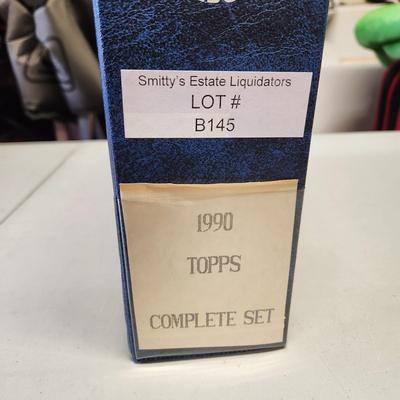 Smitty's Estate Liquidators
LOT #
B145
1990
TOPPS
COMPLETE SET